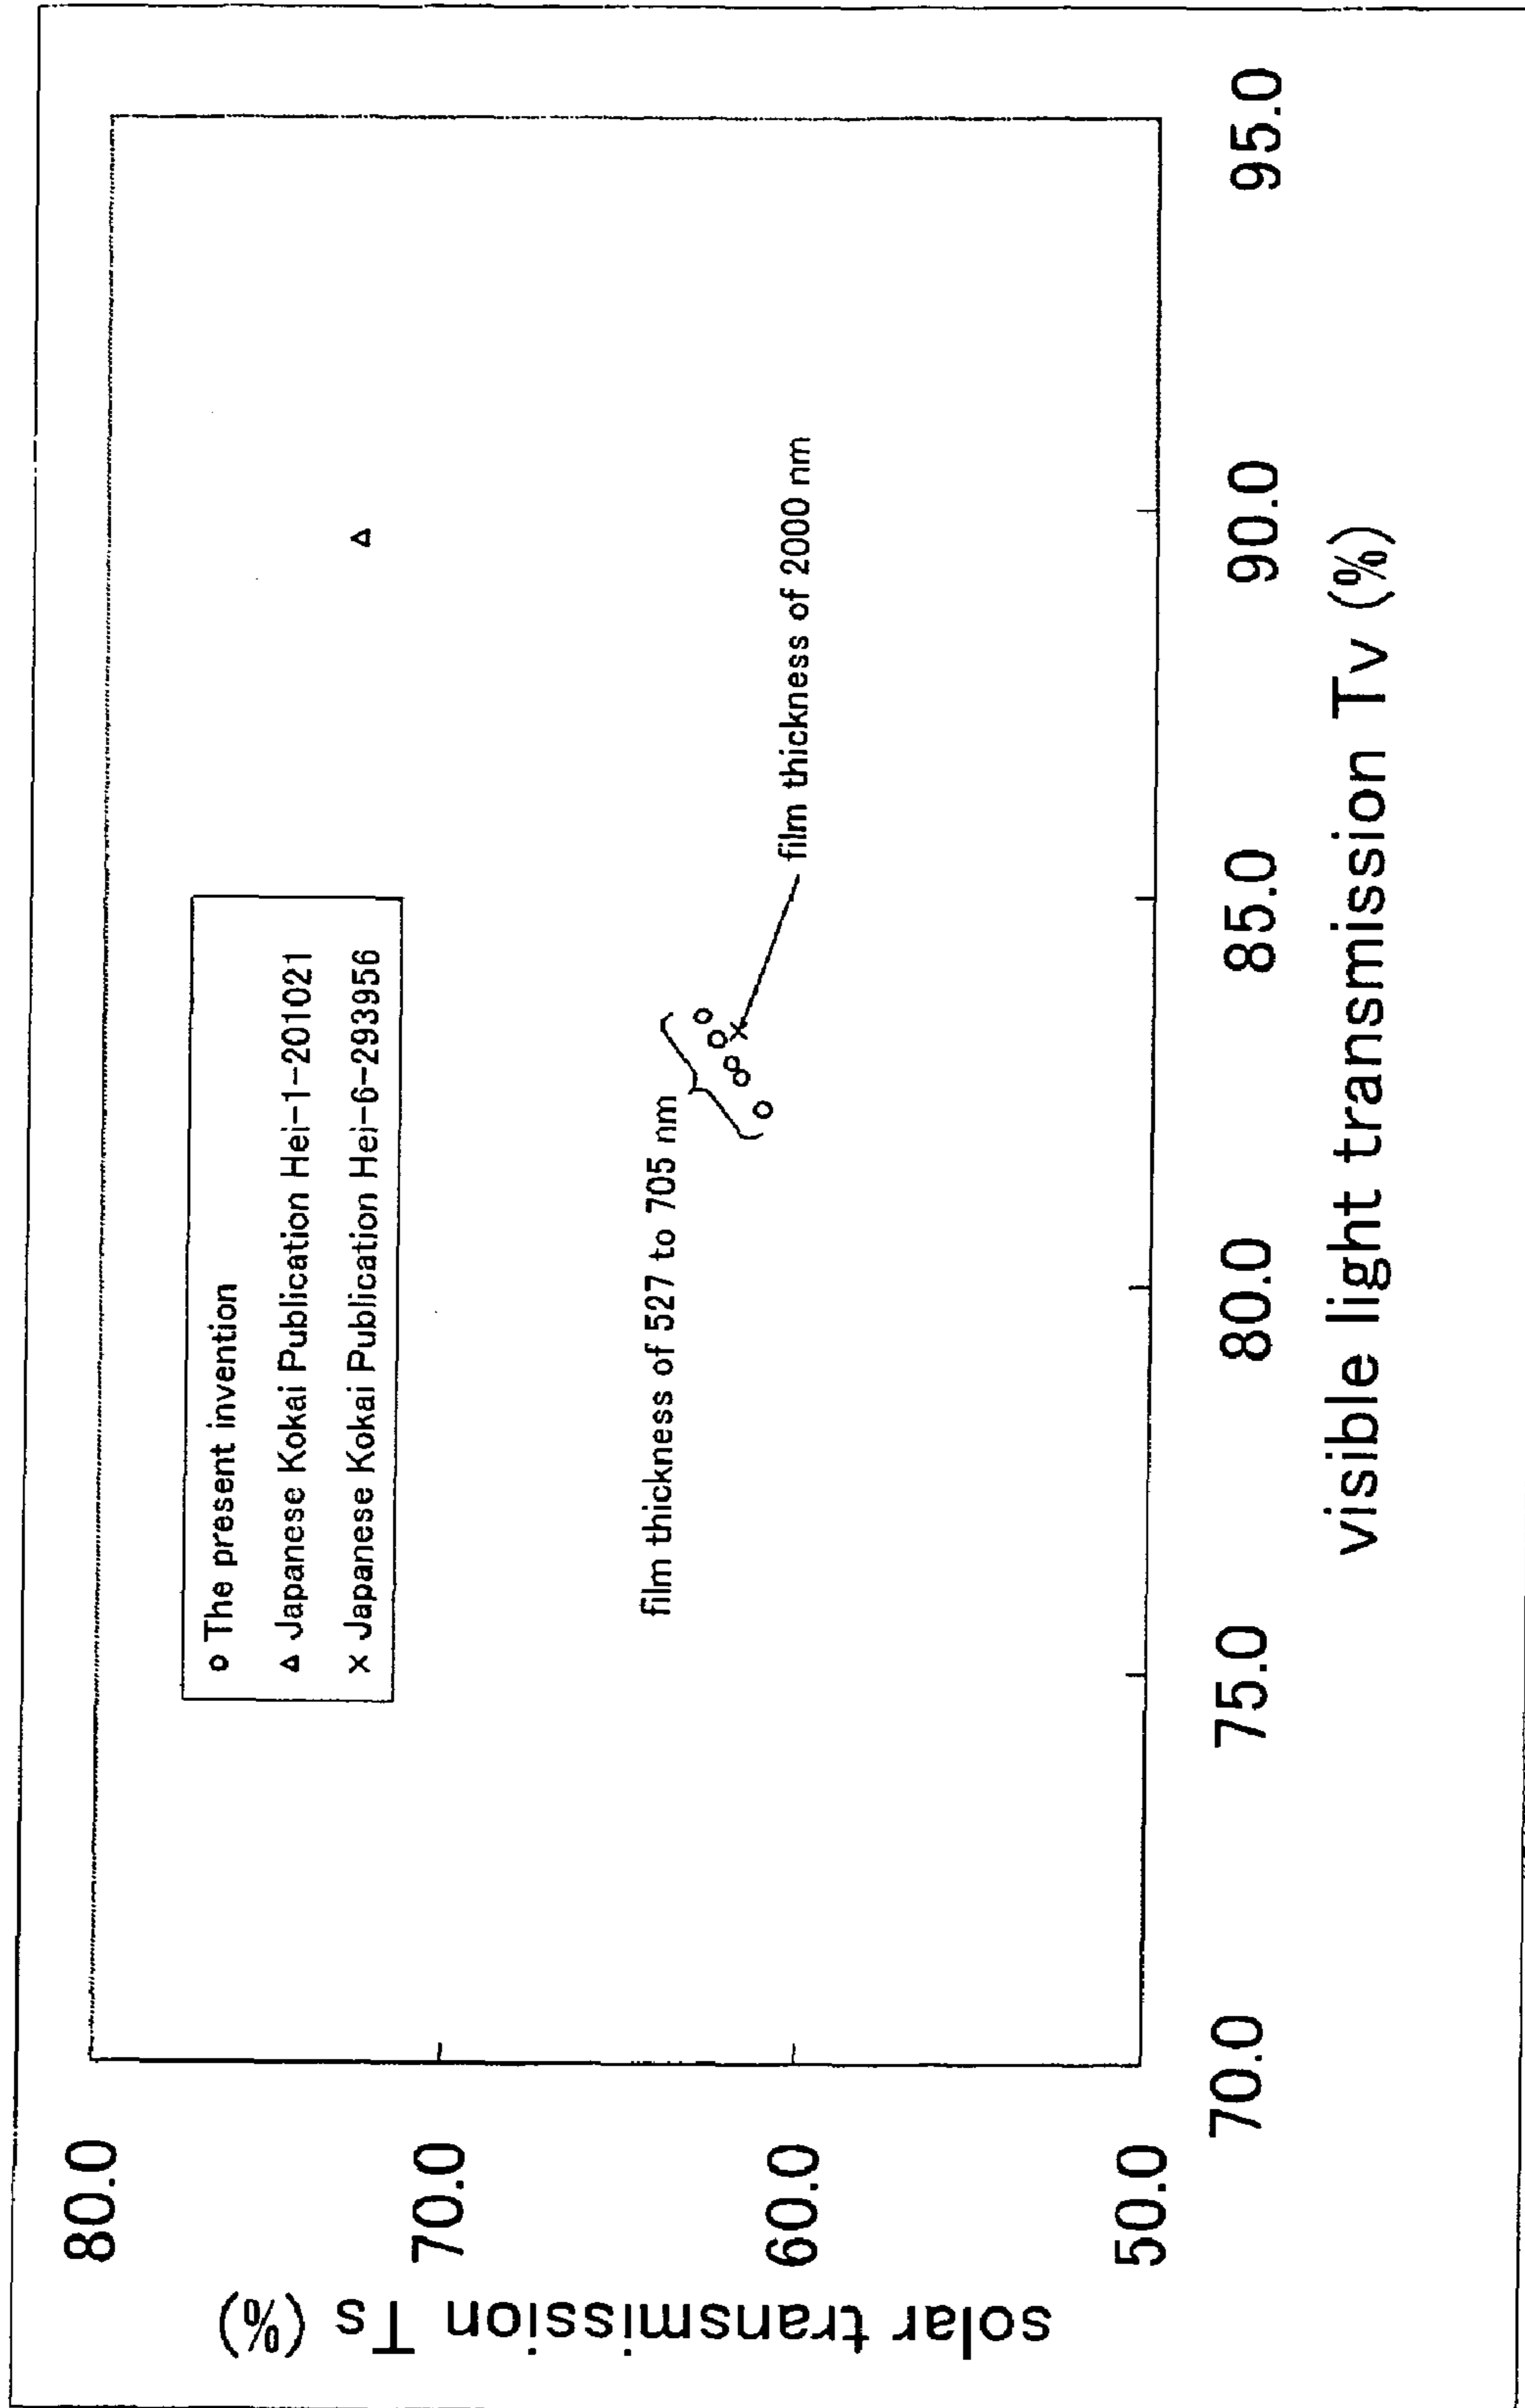 80.0
70.0
60.0
50.0
solar transmission Ts (%)
o The present invention
△ Japanese Kokai Publication Hei-1-201021
× Japanese Kokai Publication Hei-6-293956
film thickness of 527 to 705 nm
film thickness of 2000 nm
70.0
75.0
80.0
85.0
90.0
95.0
visible light transmission Tv (%)